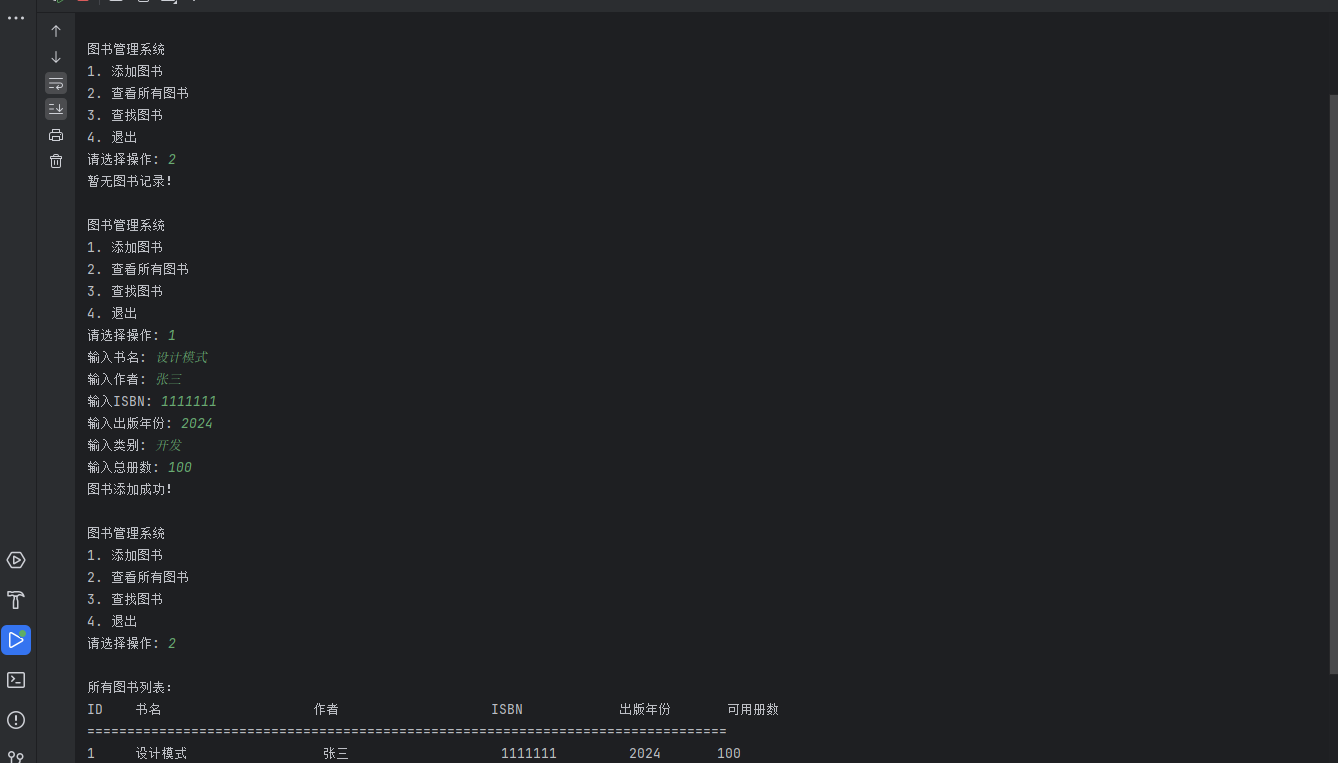 图书管理系统
1. 添加图书
2. 查看所有图书
3. 查找图书
4. 退出
请选择操作: 2
暂无图书记录!
图书管理系统
1. 添加图书
2. 查看所有图书
3. 查找图书
4. 退出
请选择操作: 1
输入书名: 设计模式
输入作者: 张三
输入ISBN: 1111111
输入出版年份: 2024
输入类别: 开发
输入总册数: 100
图书添加成功!
图书管理系统
1. 添加图书
2. 查看所有图书
3. 查找图书
4. 退出
请选择操作: 2
所有图书列表:
ID 书名 作者 ISBN 出版年份 可用册数
================================================================================
1 设计模式 张三 1111111 2024 100